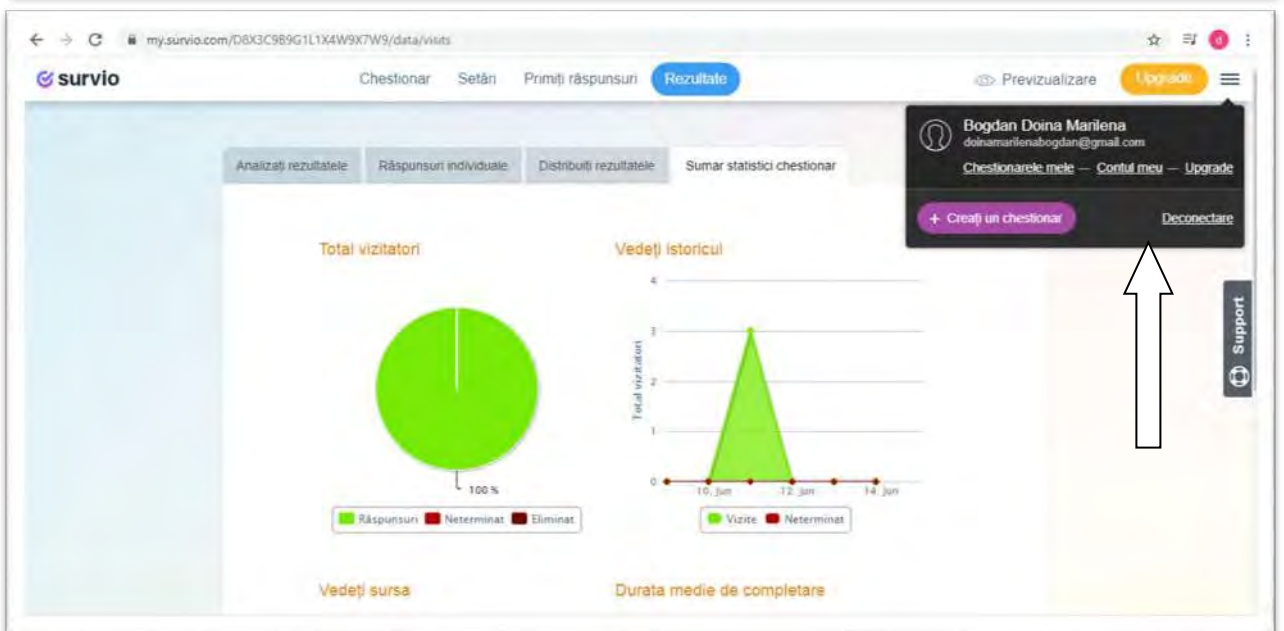 my.survio.com/D8X3C9B9G1L1X4W9X7W9/data/visits
d
survio
Chestionar Setări Primiți răspunsuri Rezultate Previzualizare Upgrade
Bogdan Doina Marilena
doinamarilenabogdan@gmail.com
Chestionarele mele — Contul meu — Upgrade
+ Creați un chestionar Deconectare
Analizați rezultatele Răspunsuri individuale Distribuiți rezultatele Sumar statistici chestionar
Total vizitatori
100 %
Răspunsuri Neterminat Eliminat
Vedeți istoricul
Total vizitatori
4
3
2
1
0
10. Jun 12. Jun 14. Jun
Vizite Neterminat
Support
Vedeți sursa Durata medie de completare